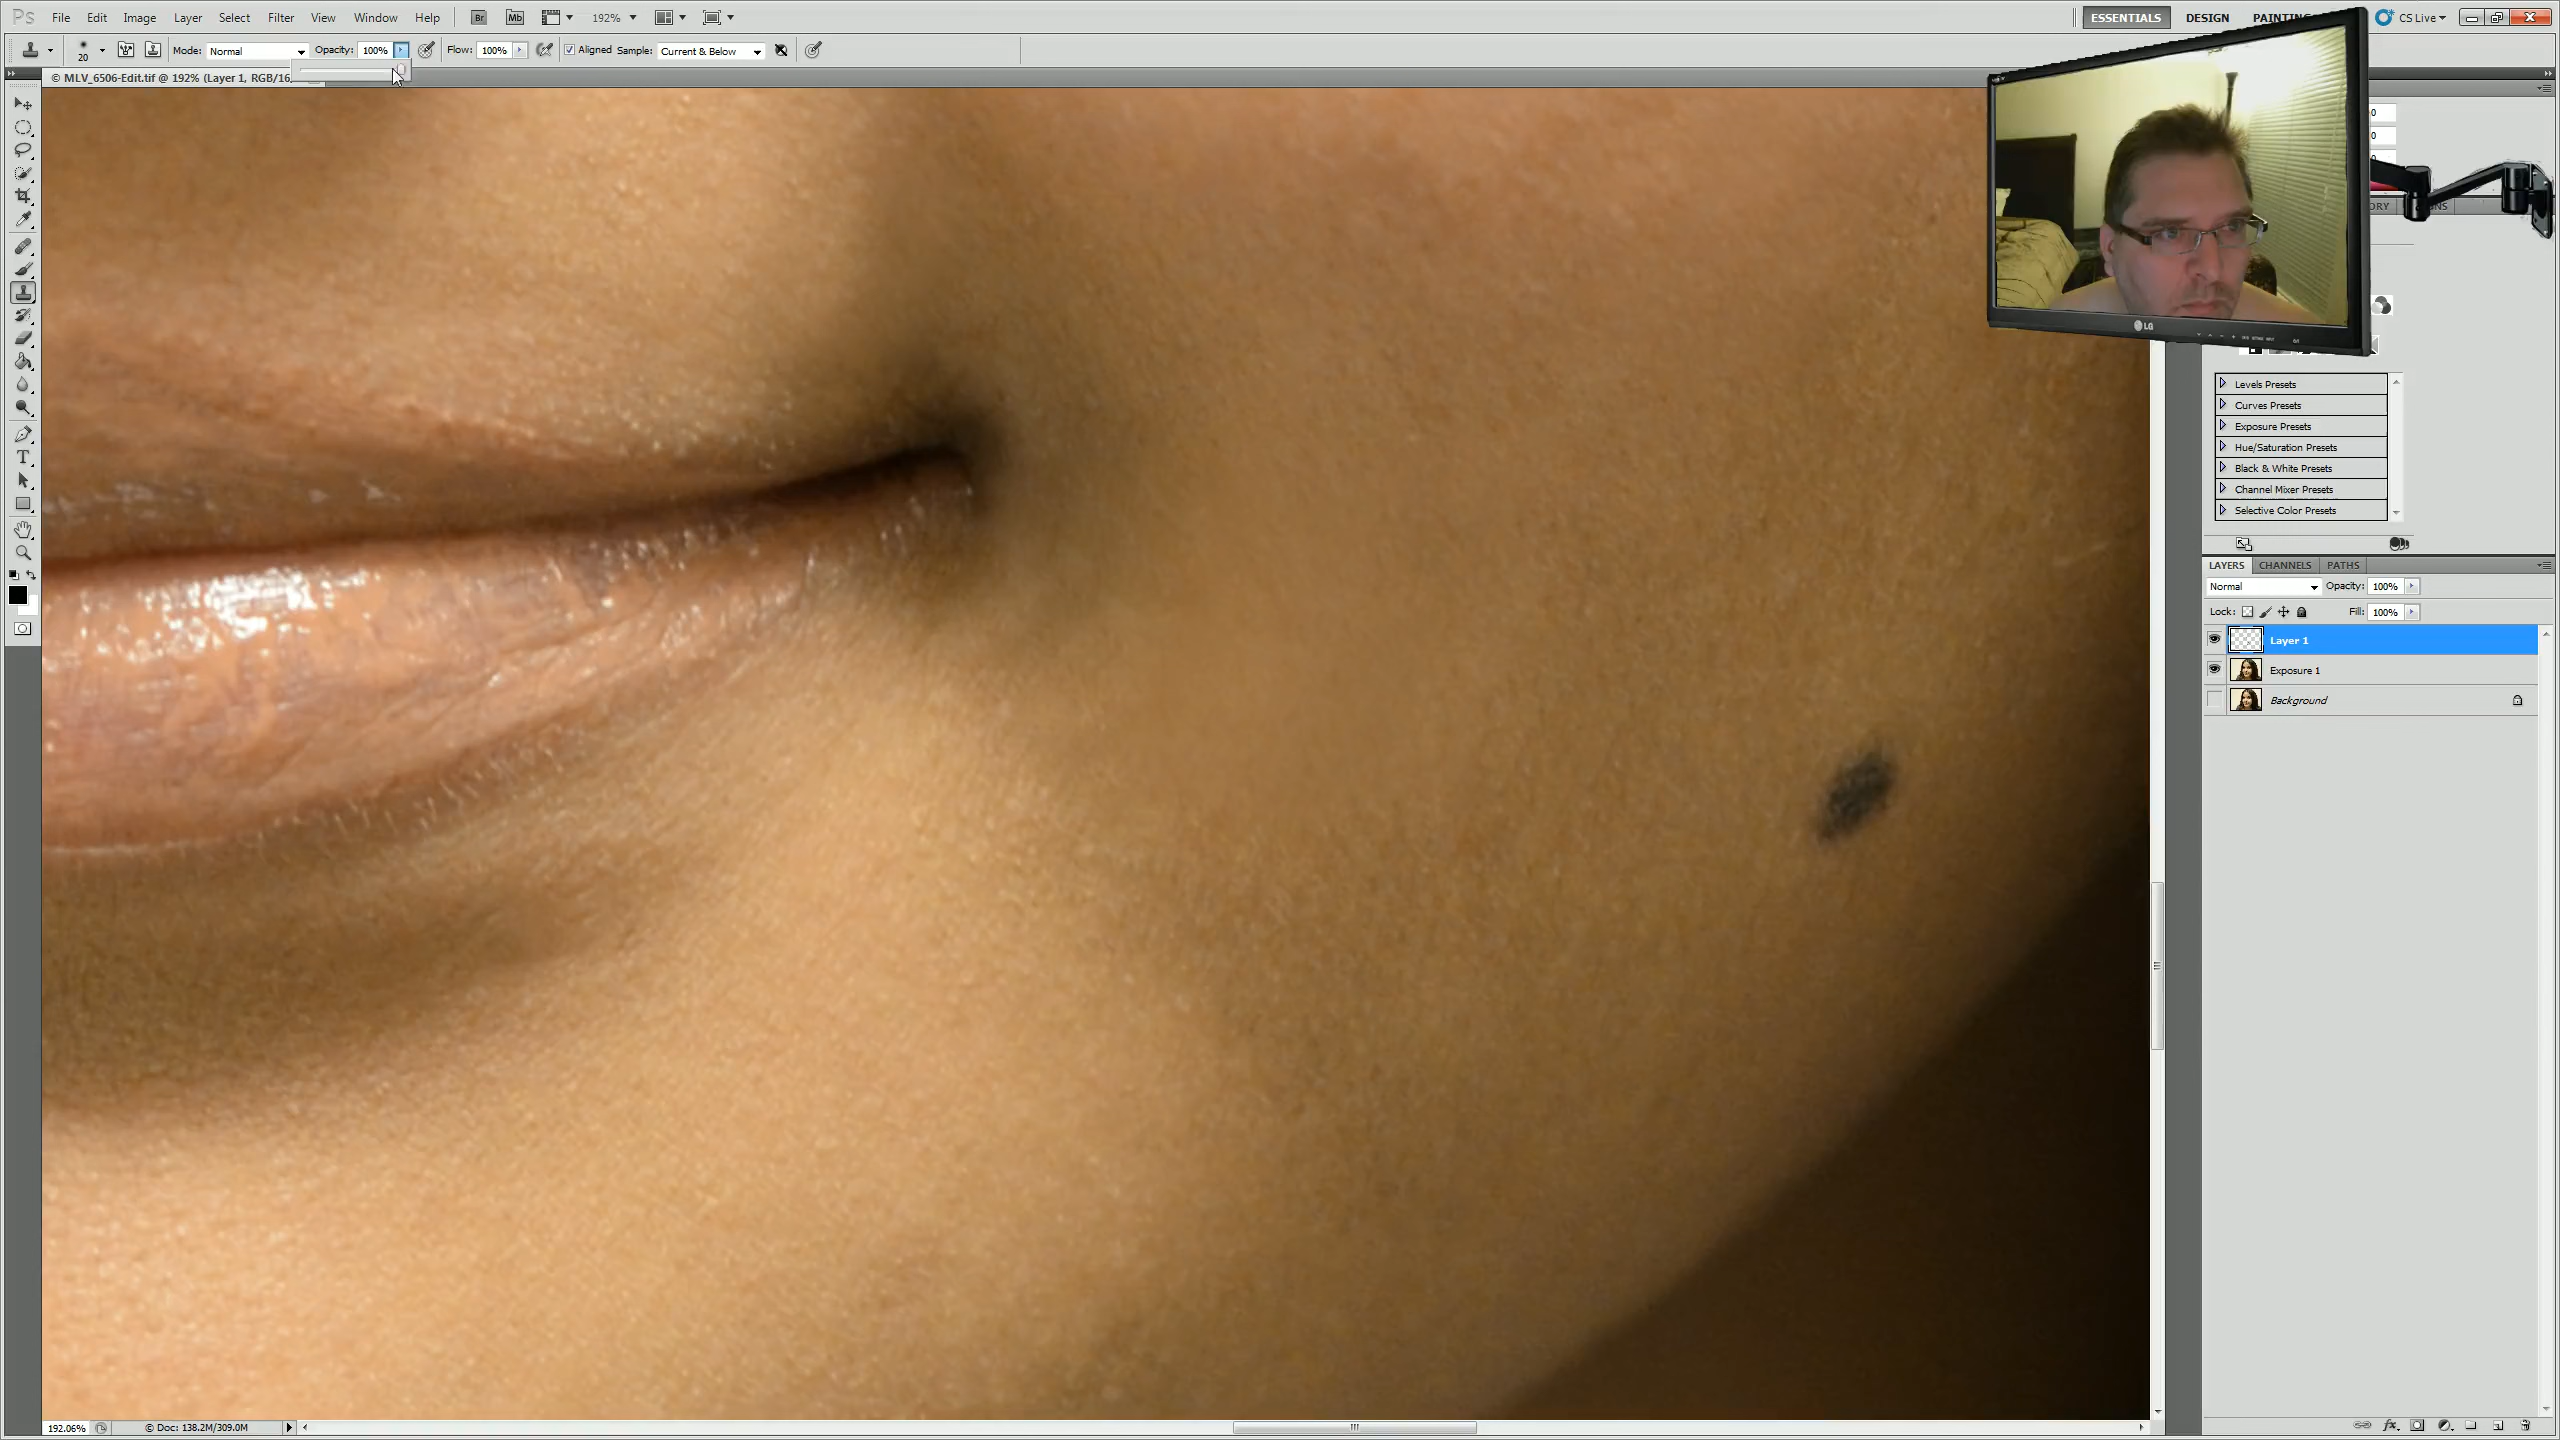 Ps File Edit Image Layer Select Filter View Window Help Br Mb 192% ESSENTIALS DESIGN PAINTING CS Live
20 Mode: Normal Opacity: 100% Flow: 100% Aligned Sample: Current & Below
© MLV_6506-Edit.tif @ 192% (Layer 1, RGB/16
LG
Levels Presets
Curves Presets
Exposure Presets
Hue/Saturation Presets
Black & White Presets
Channel Mixer Presets
Selective Color Presets
LAYERS CHANNELS PATHS
Normal Opacity: 100%
Lock: Fill: 100%
Layer 1
Exposure 1
Background
192.06% © Doc: 138.2M/309.0M